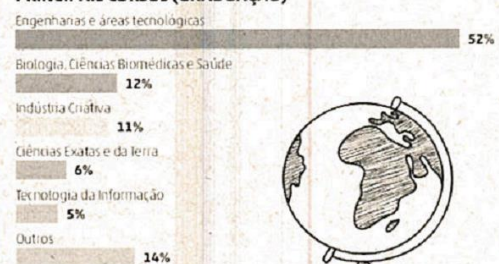 Engenharias e áreas tecnológicas
52%
Biologia, Ciências Biomédicas e Saúde
12%
Indústria Criativa
11%
Ciências Exatas e da Terra
6%
Tecnologia da Informação
5%
Outros
14%